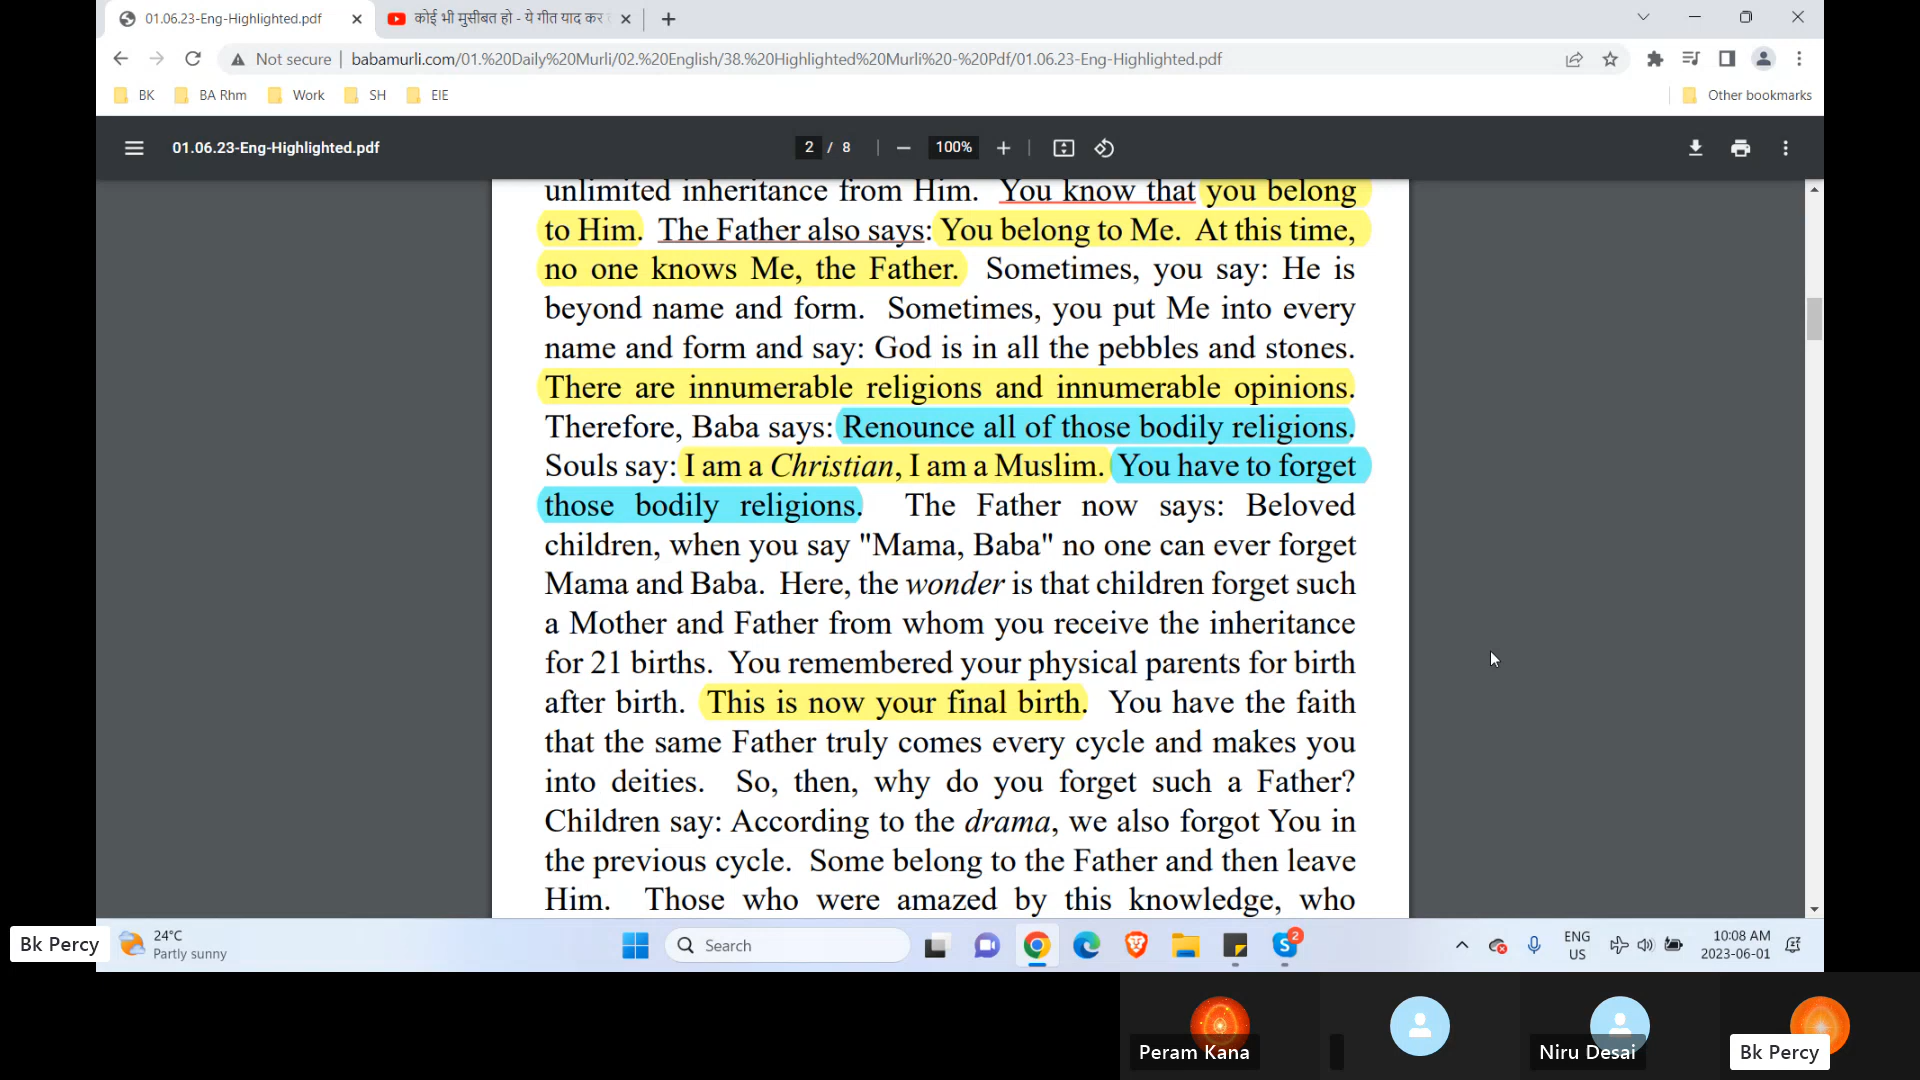 01.06.23-Eng-Highlighted.pdf
कोई भी मुसीबत हो - ये गीत याद कर
Not secure
babamurli.com/01.%20Daily%20Murli/02.%20English/38.%20Highlighted%20Murli%20-%20Pdf/01.06.23-Eng-Highlighted.pdf
BK BA Rhm Work SH EIE Other bookmarks
01.06.23-Eng-Highlighted.pdf 2 / 8 100%
unlimited inheritance from Him. You know that you belong
to Him. The Father also says: You belong to Me. At this time,
no one knows Me, the Father. Sometimes, you say: He is
beyond name and form. Sometimes, you put Me into every
name and form and say: God is in all the pebbles and stones.
There are innumerable religions and innumerable opinions.
Therefore, Baba says: Renounce all of those bodily religions.
Souls say: I am a Christian, I am a Muslim. You have to forget
those bodily religions. The Father now says: Beloved
children, when you say "Mama, Baba" no one can ever forget
Mama and Baba. Here, the wonder is that children forget such
a Mother and Father from whom you receive the inheritance
for 21 births. You remembered your physical parents for birth
after birth. This is now your final birth. You have the faith
that the same Father truly comes every cycle and makes you
into deities. So, then, why do you forget such a Father?
Children say: According to the drama, we also forgot You in
the previous cycle. Some belong to the Father and then leave
Him. Those who were amazed by this knowledge, who
Bk Percy
24°C
Partly sunny
Search
S 2
ENG
US
10:08 AM
2023-06-01
Peram Kana
Niru Desai
Bk Percy